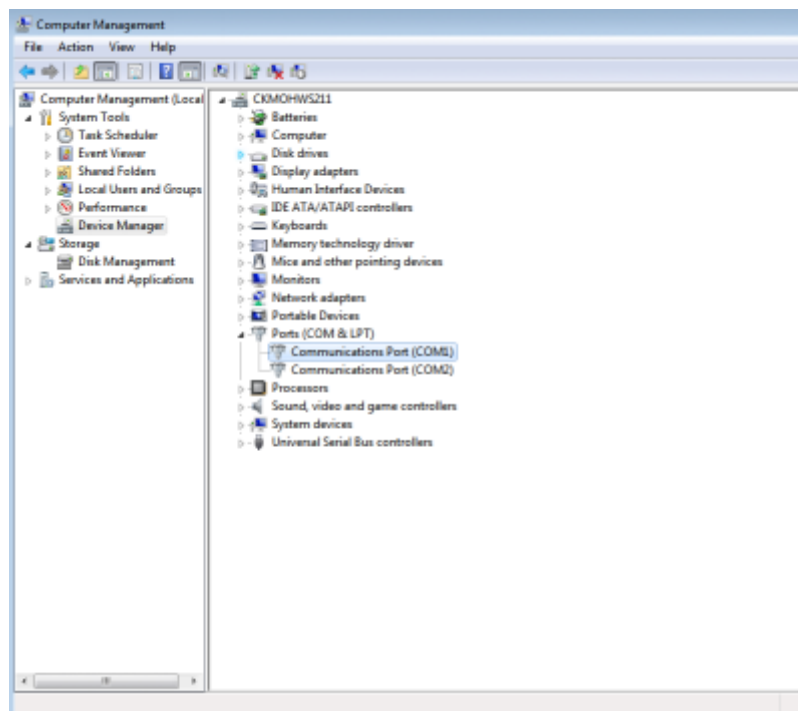 Computer Management
File Action View Help
Computer Management (Local
System Tools
Task Scheduler
Event Viewer
Shared Folders
Local Users and Groups
Performance
Device Manager
Storage
Disk Management
Services and Applications
CKMOHWS211
Batteries
Computer
Disk drives
Display adapters
Human Interface Devices
IDE ATA/ATAPI controllers
Keyboards
Memory technology driver
Mice and other pointing devices
Monitors
Network adapters
Portable Devices
Ports (COM & LPT)
Communications Port (COM1)
Communications Port (COM2)
Processors
Sound, video and game controllers
System devices
Universal Serial Bus controllers